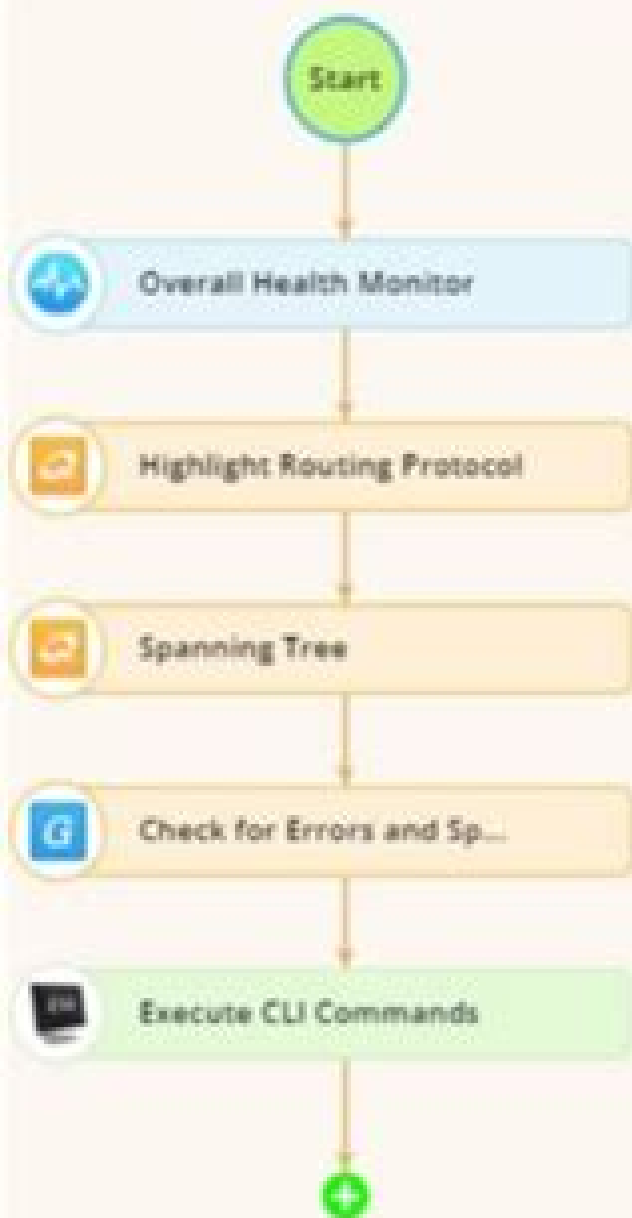 Start
Overall Health Monitor
Highlight Routing Protocol
Spanning Tree
G
Check for Errors and Sp...
Execute CLI Commands